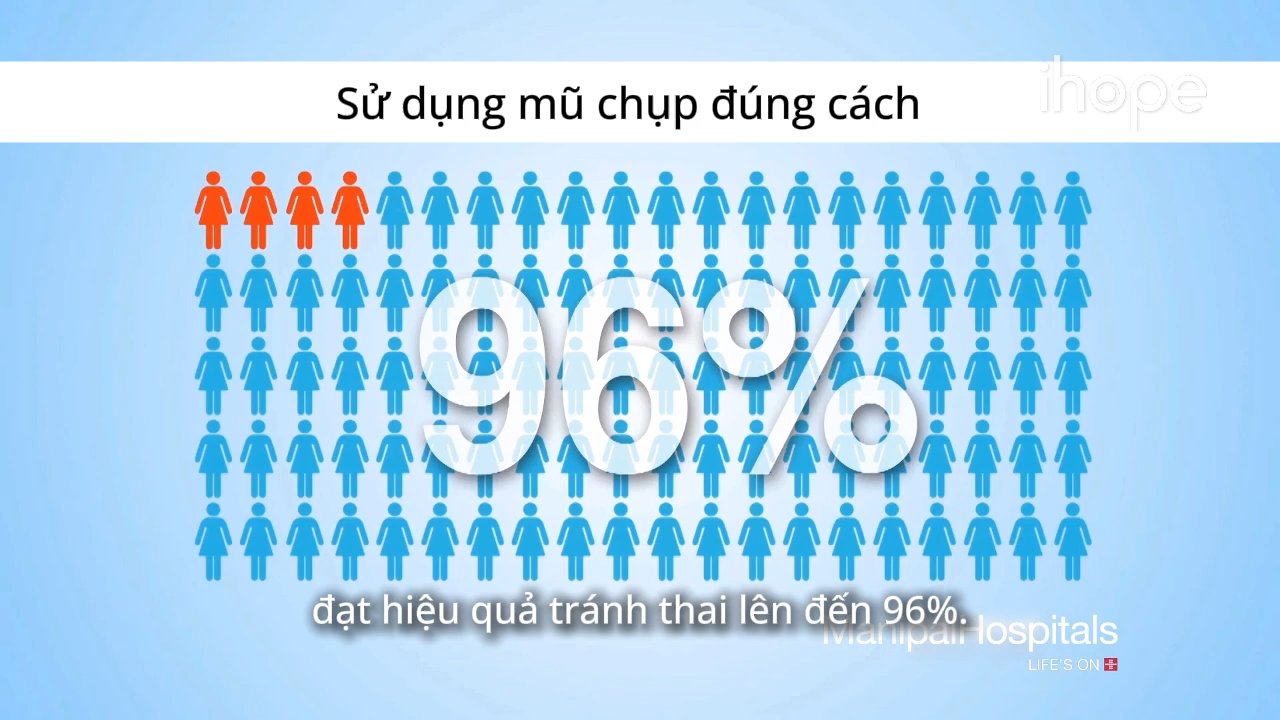 Sử dụng mũ chụp đúng cách
ihope
96%
đạt hiệu quả tránh thai lên đến 96%.
ManipalHospitals
LIFE'S ON